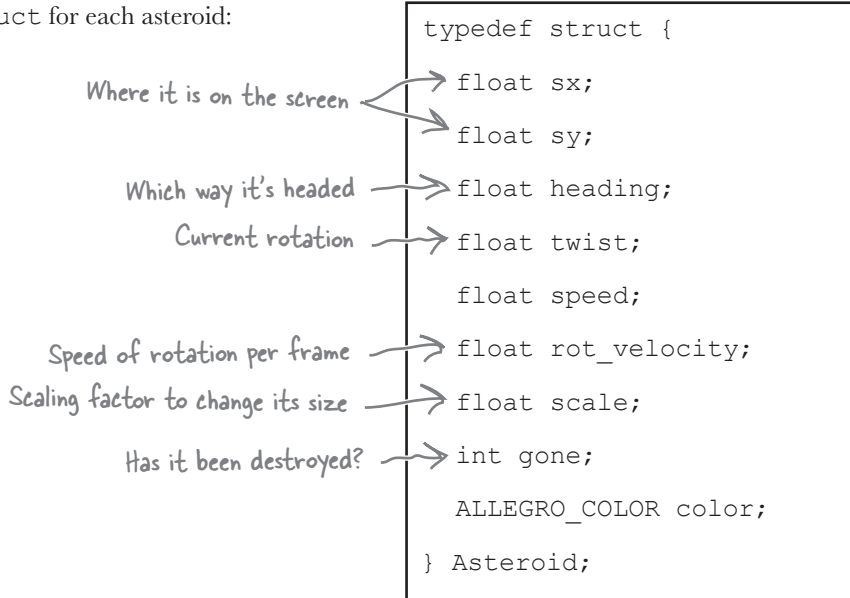 uct for each asteroid:
typedef struct {
Where it is on the screen
float sx;
float sy;
Which way it's headed
float heading;
Current rotation
float twist;
float speed;
Speed of rotation per frame
float rot_velocity;
Scaling factor to change its size
float scale;
Has it been destroyed?
int gone;
ALLEGRO_COLOR color;
} Asteroid;